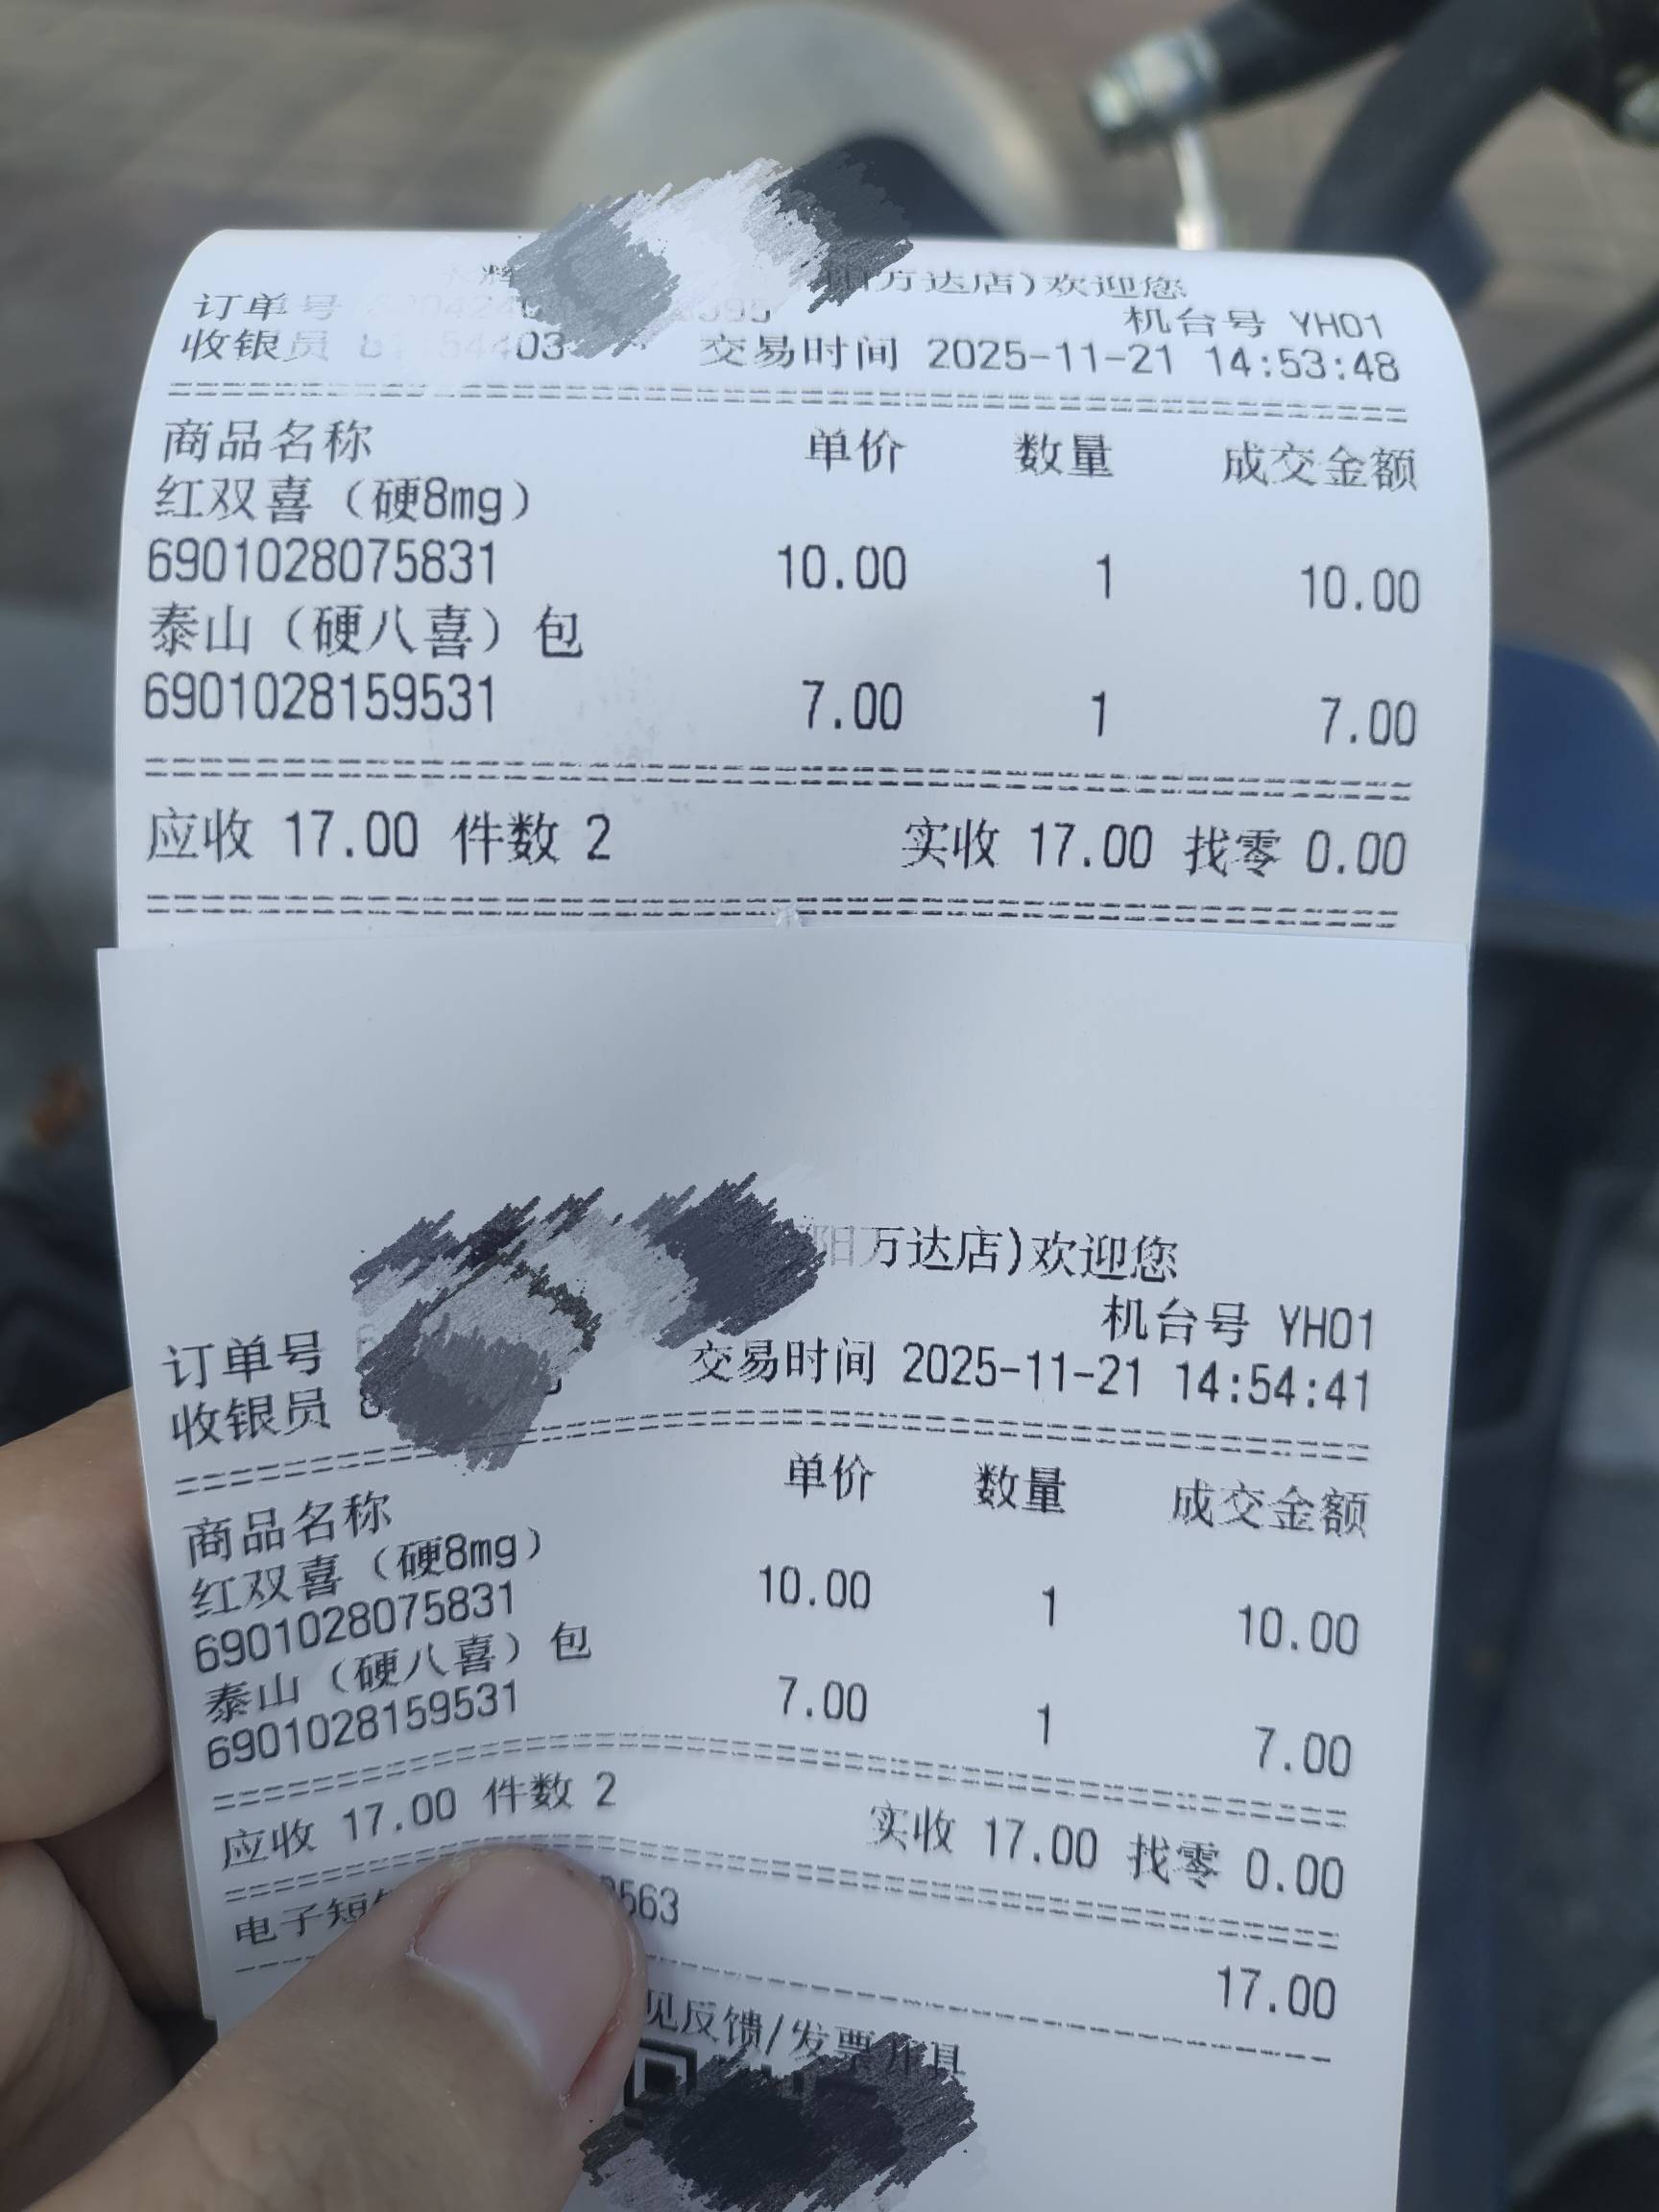 万达店)欢迎您
订单号
机台号 YH01
收银员 交易时间 2025-11-21 14:53:48
商品名称 单价 数量 成交金额
红双喜（硬8mg）
6901028075831 10.00 1 10.00
泰山（硬八喜）包
6901028159531 7.00 1 7.00
应收 17.00 件数 2 实收 17.00 找零 0.00
阳万达店)欢迎您
机台号 YH01
订单号
收银员 交易时间 2025-11-21 14:54:41
商品名称 单价 数量 成交金额
红双喜（硬8mg）
6901028075831 10.00 1 10.00
泰山（硬八喜）包
6901028159531 7.00 1 7.00
应收 17.00 件数 2 实收 17.00 找零 0.00
电子短 563
17.00
见反馈/发票开具